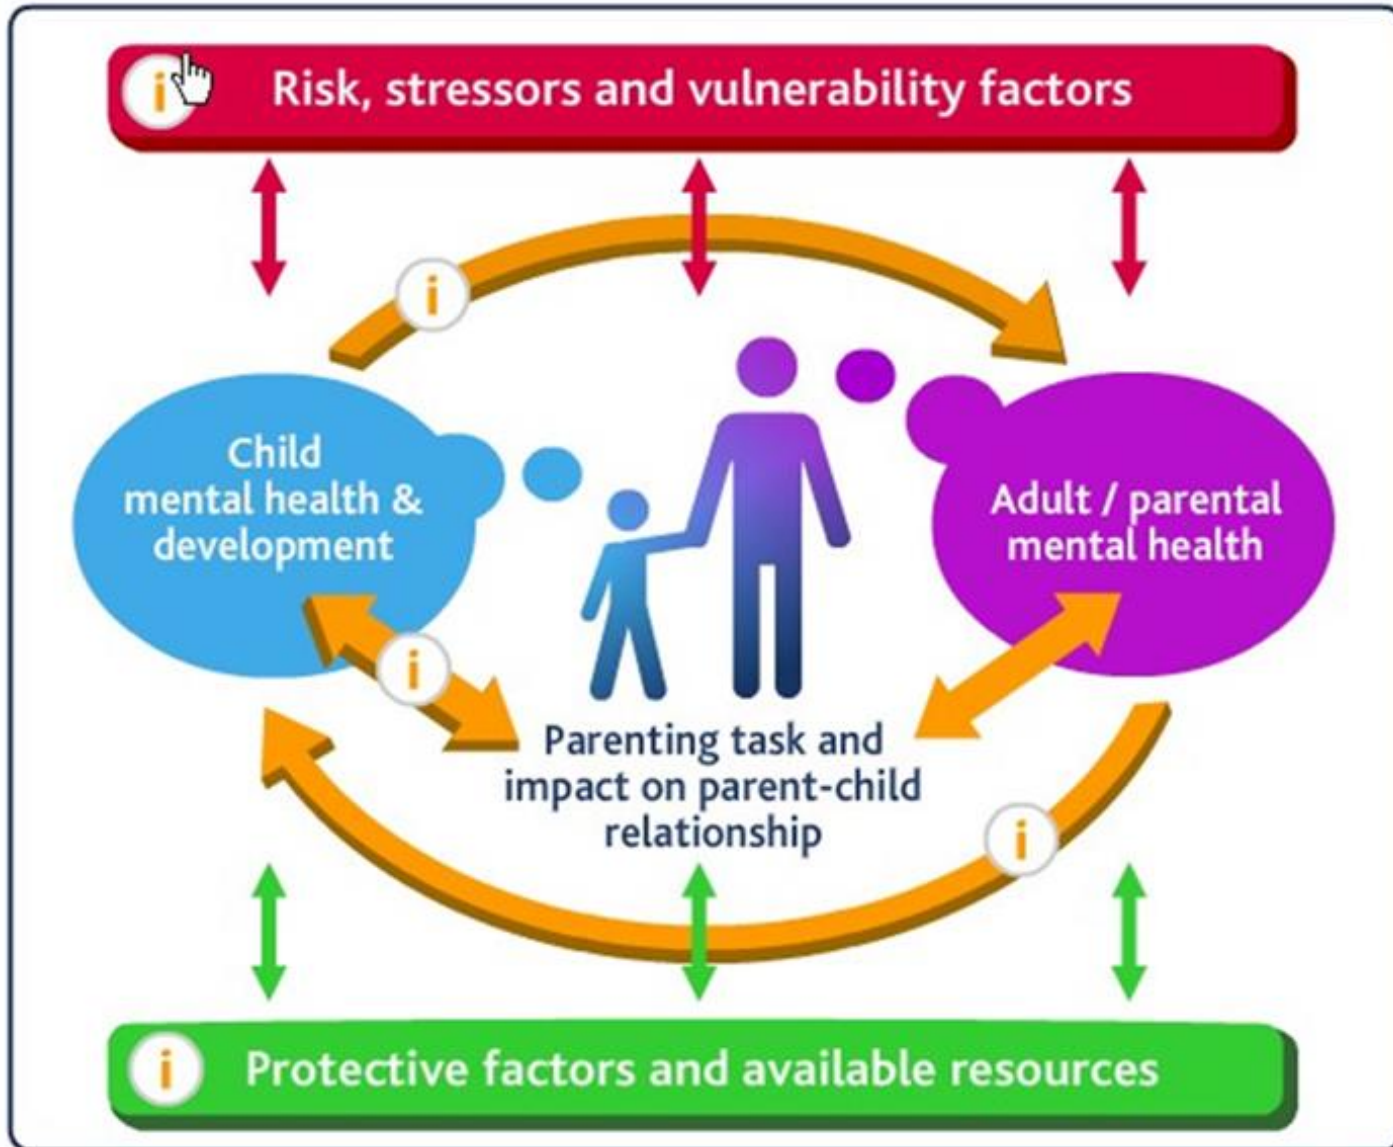 i Risk, stressors and vulnerability factors
i
Child
mental health &
development
Adult / parental
mental health
i
Parenting task and
impact on parent-child
relationship
i
i Protective factors and available resources